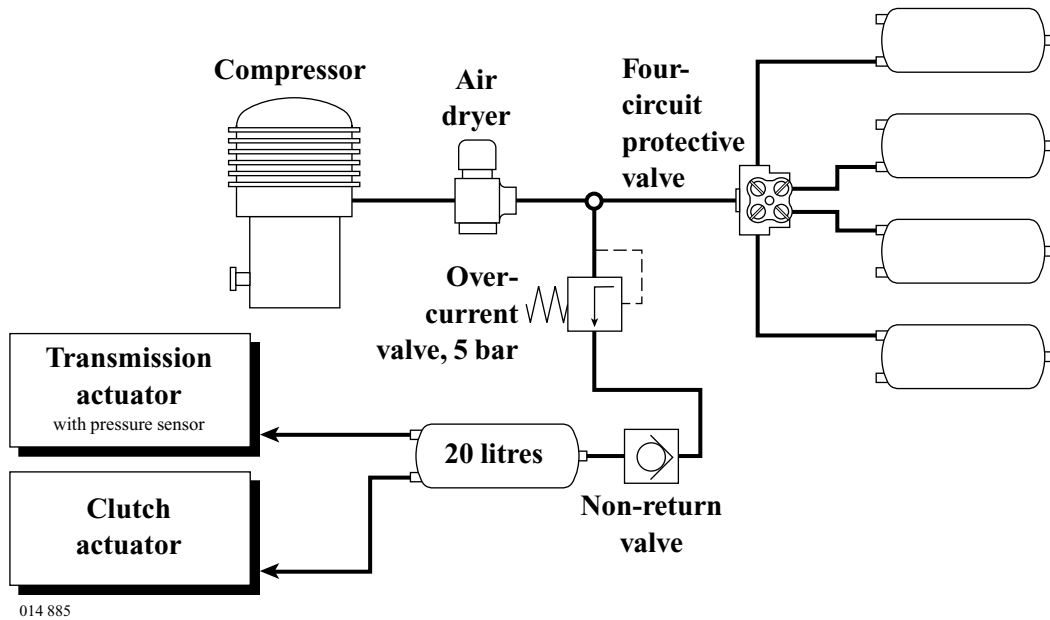 Compressor
Air
dryer
Four-
circuit
protective
valve
Over-
current
valve, 5 bar
Transmission
actuator
with pressure sensor
20 litres
Non-return
valve
Clutch
actuator
014 885